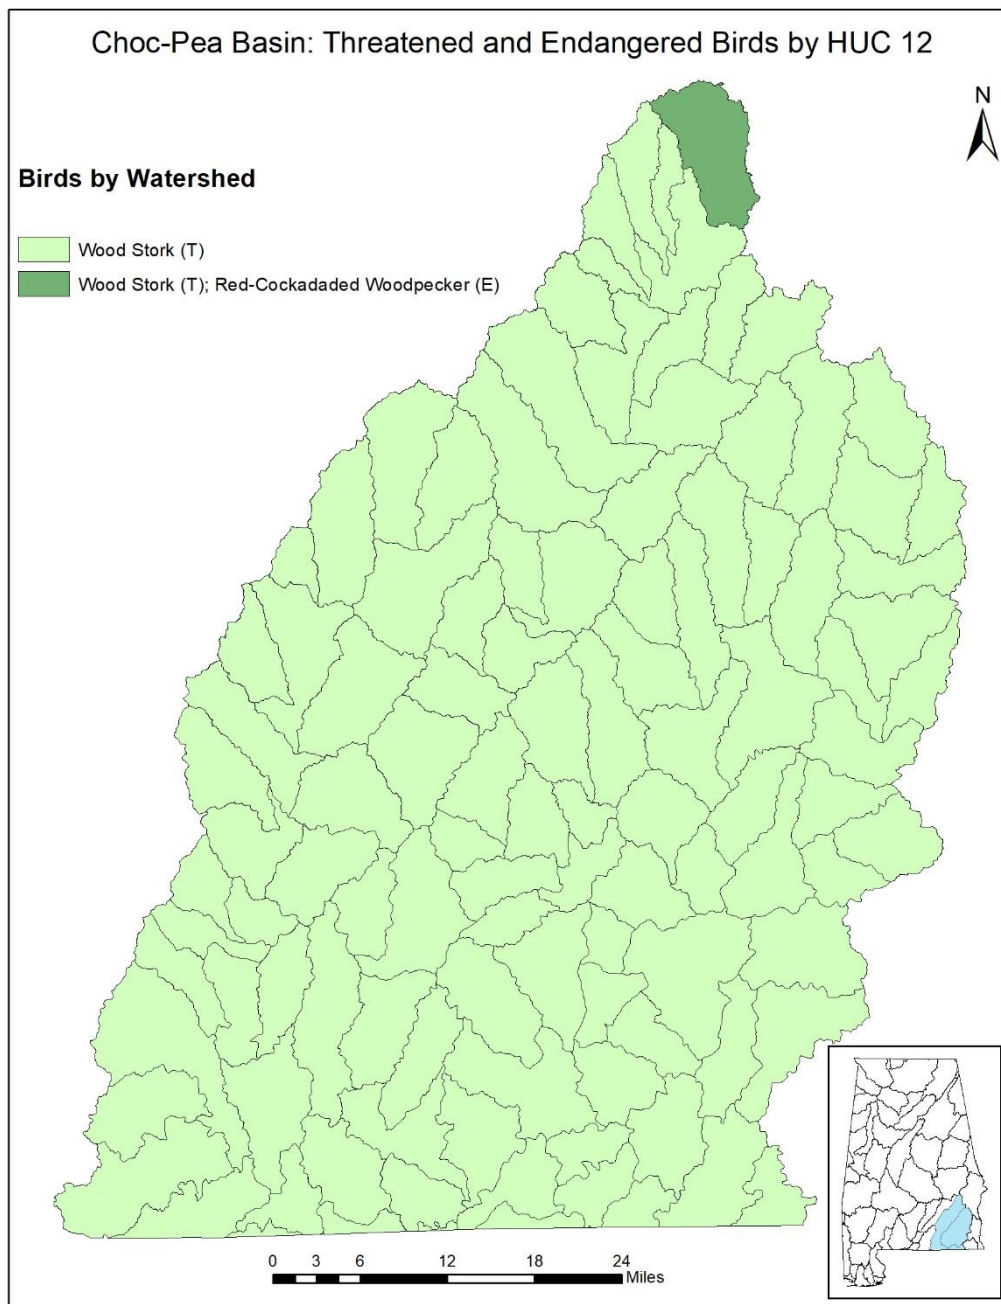 Choc-Pea Basin: Threatened and Endangered Birds by HUC 12
N
Birds by Watershed
Wood Stork (T)
Wood Stork (T); Red-Cockadaded Woodpecker (E)
0 3 6 12 18 24
Miles